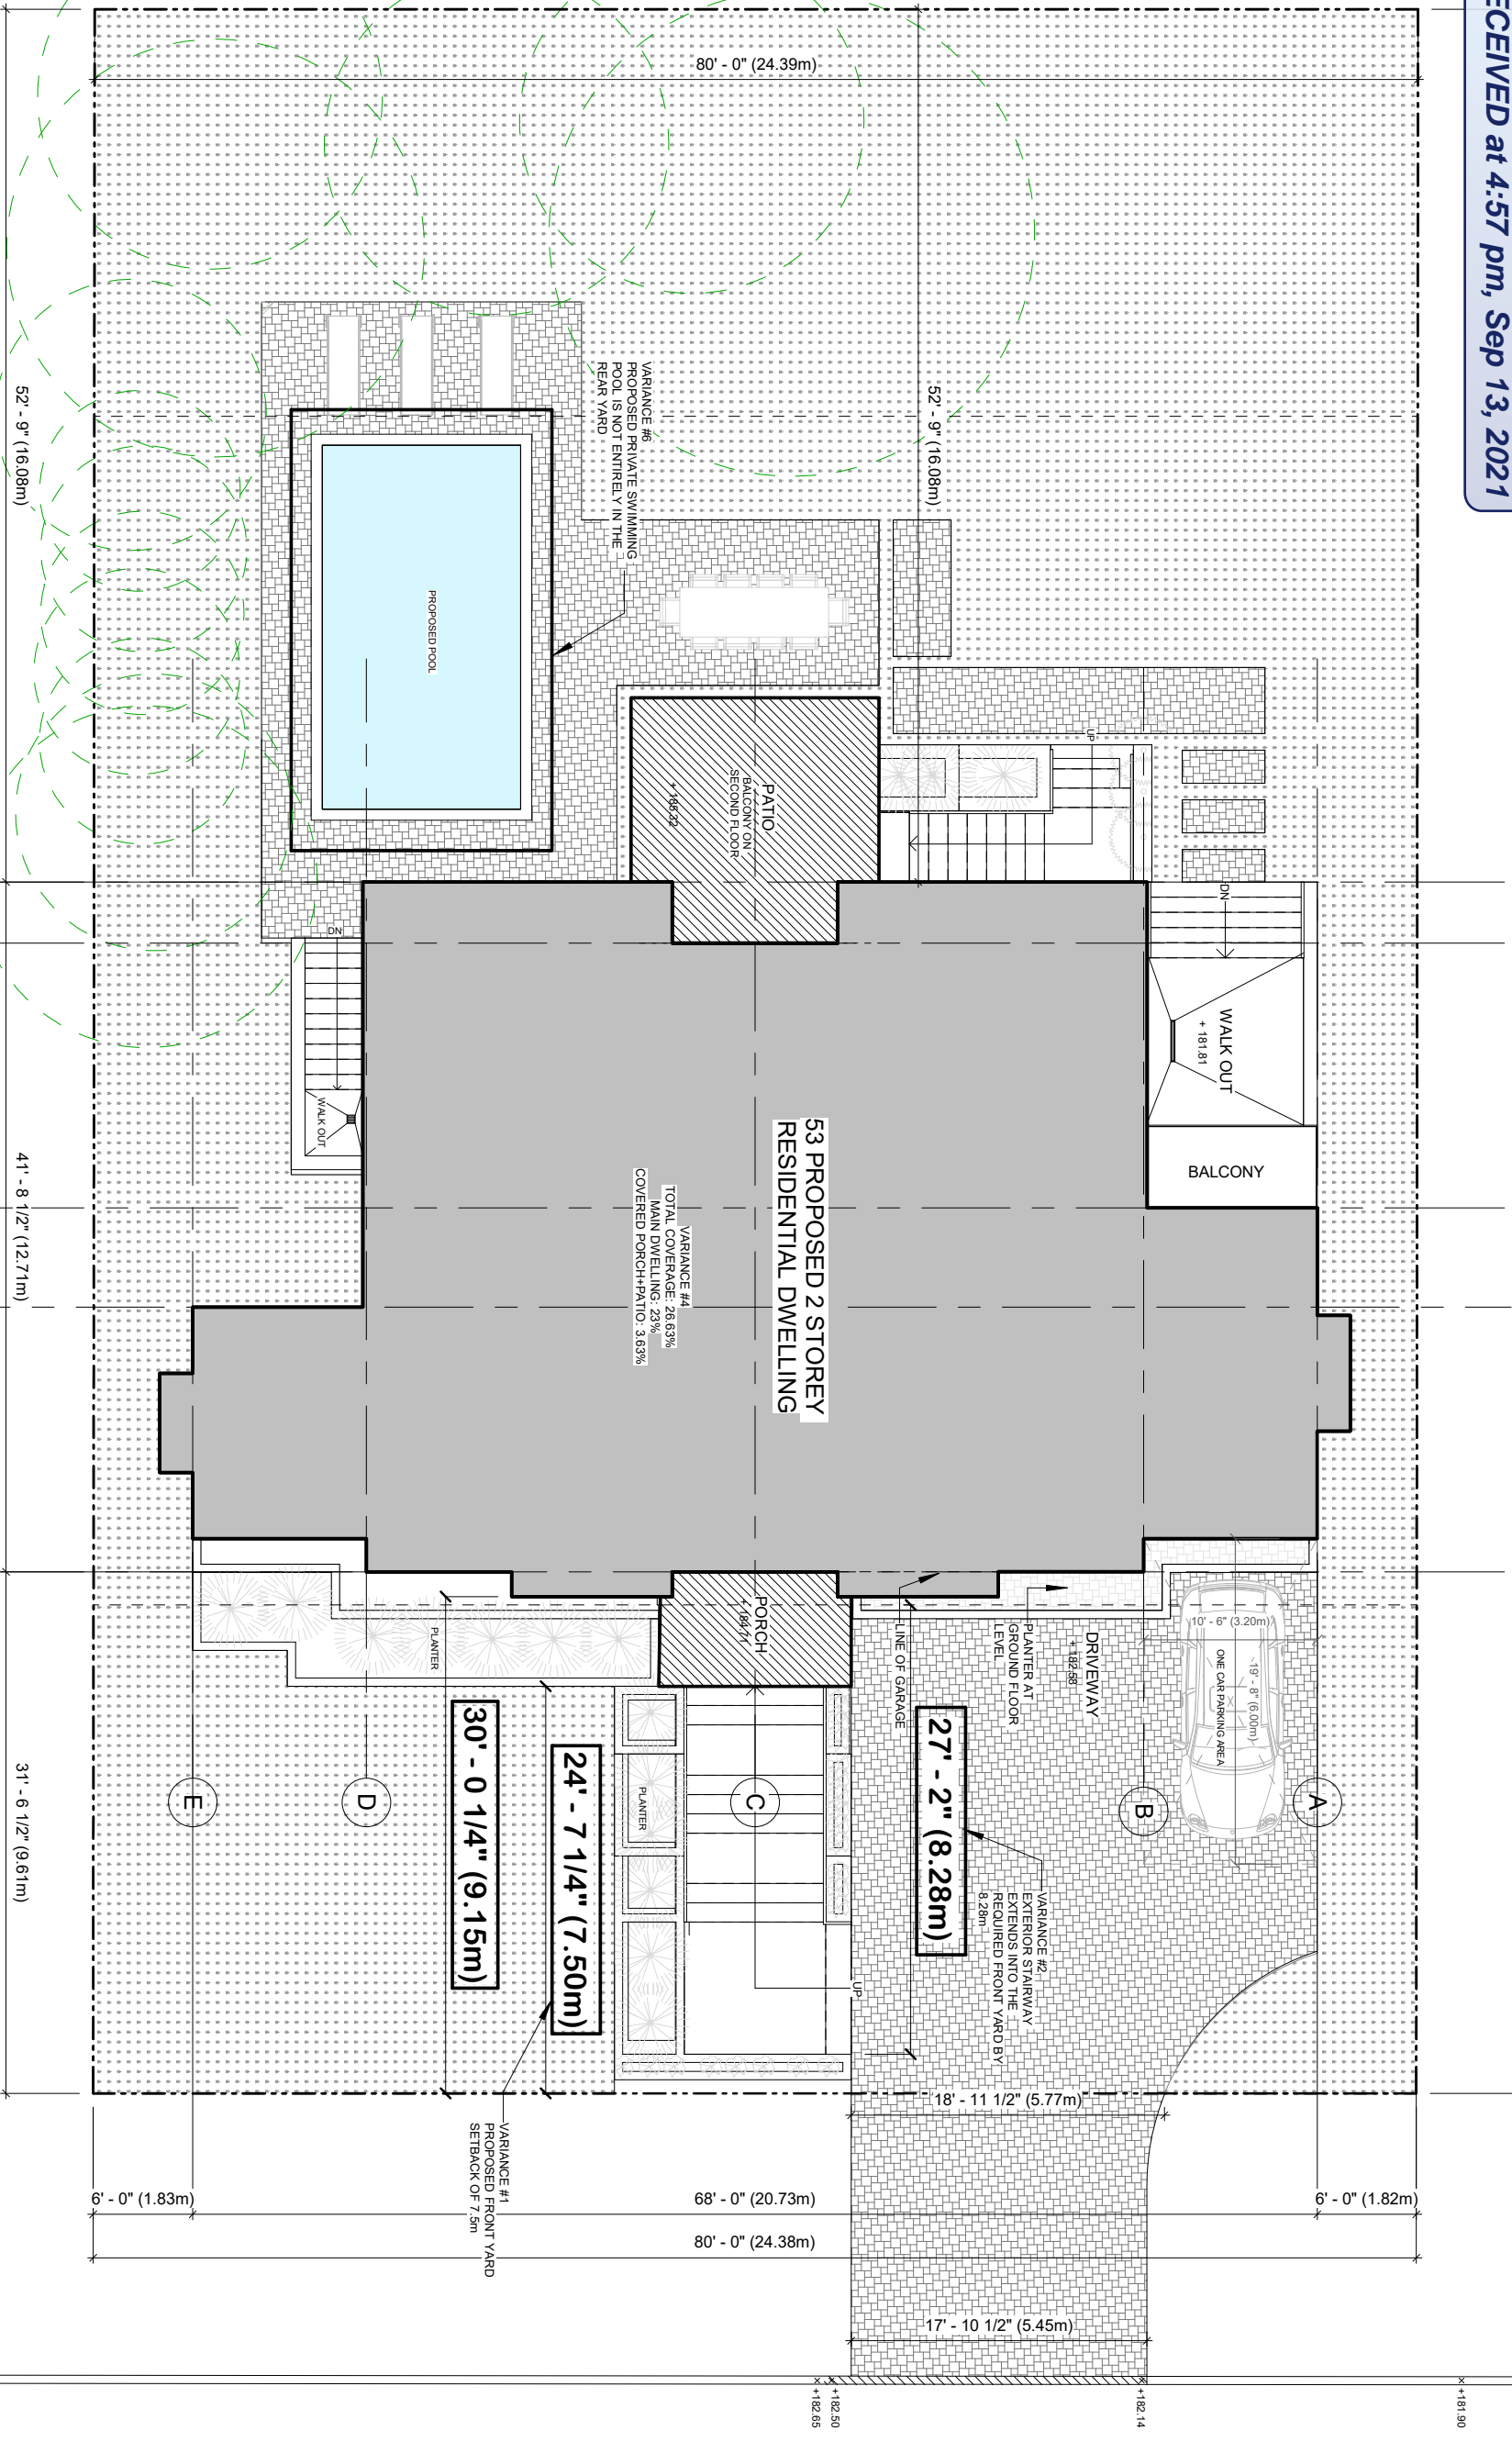 ECEIVED at 4:57 pm, Sep 13, 2021
80' - 0" (24.39m)
52' - 9" (16.08m)
52' - 9" (16.08m)
VARIANCE #6
PROPOSED PRIVATE SWIMMING
POOL IS NOT ENTIRELY IN THE
REAR YARD
PROPOSED POOL
UP
PATIO
BALCONY ON
SECOND FLOOR
+ 185.32
DN
DN
WALK OUT
+ 181.81
WALK OUT
BALCONY
53 PROPOSED 2 STOREY
RESIDENTIAL DWELLING
VARIANCE #4
TOTAL COVERAGE: 26.63%
MAIN DWELLING: 23%
COVERED PORCH+PATIO: 3.63%
41' - 8 1/2" (12.71m)
PORCH
+ 184.71
PLANTER
LINE OF GARAGE
PLANTER AT
GROUND FLOOR
LEVEL
DRIVEWAY
+ 182.58
10' - 6" (3.20m)
19' - 8" (6.00m)
ONE CAR PARKING AREA
A
B
C
D
E
PLANTER
27' - 2" (8.28m)
24' - 7 1/4" (7.50m)
30' - 0 1/4" (9.15m)
31' - 6 1/2" (9.61m)
VARIANCE #2
EXTERIOR STAIRWAY
EXTENDS INTO THE
REQUIRED FRONT YARD BY
8.28m
UP
18' - 11 1/2" (5.77m)
VARIANCE #1
PROPOSED FRONT YARD
SETBACK OF 7.5m
6' - 0" (1.83m)
68' - 0" (20.73m)
6' - 0" (1.82m)
80' - 0" (24.38m)
17' - 10 1/2" (5.45m)
+182.65
+182.50
+182.14
+181.90